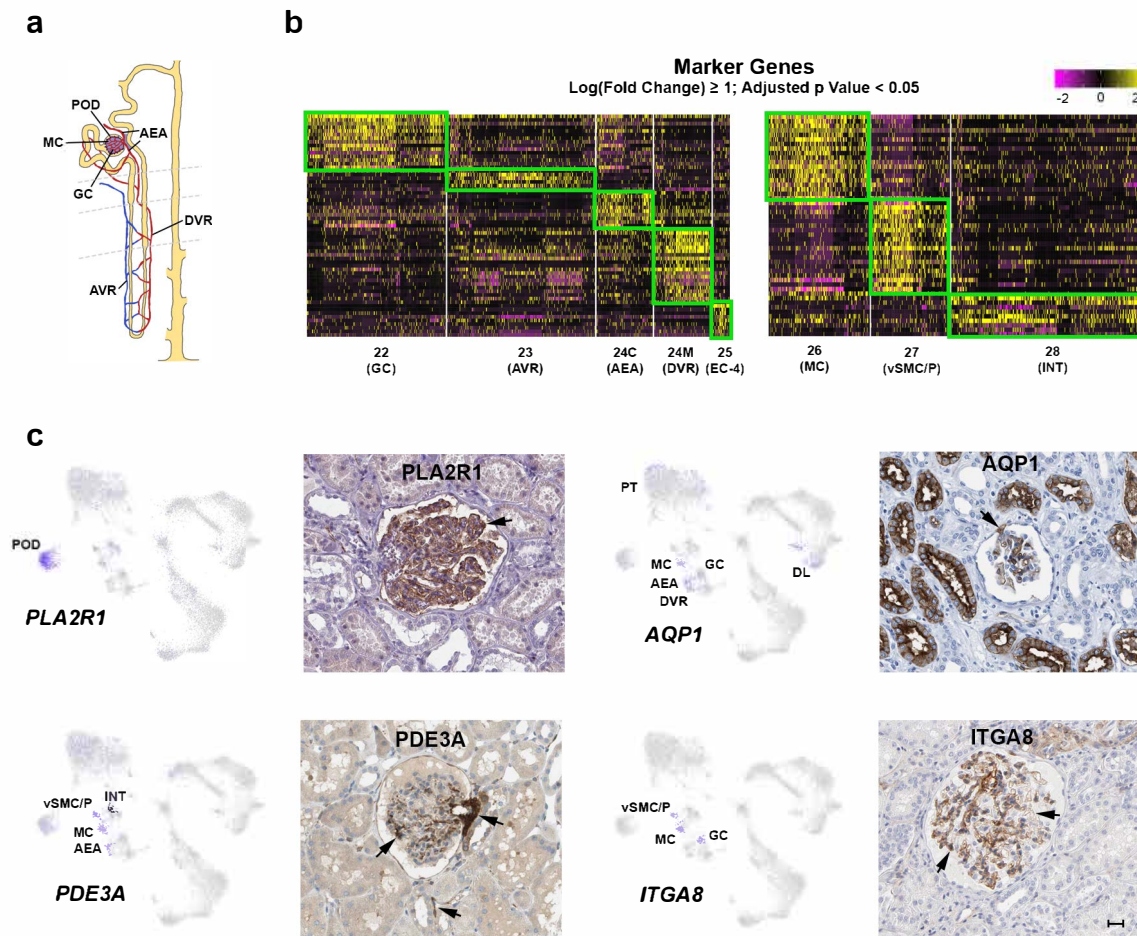 a
POD
AEA
MC
GC
DVR
AVR
b
Marker Genes
Log(Fold Change) ≥ 1; Adjusted p Value < 0.05
-2 0 2
22 23 24C 24M 25
(GC) (AVR) (AEA) (DVR) (EC-4)
26 27 28
(MC) (vSMC/P) (INT)
c
POD
PLA2R1
PLA2R1
PT
MC GC
AEA
DVR
DL
AQP1
AQP1
INT
vSMC/P
MC
AEA
PDE3A
PDE3A
vSMC/P
MC GC
ITGA8
ITGA8